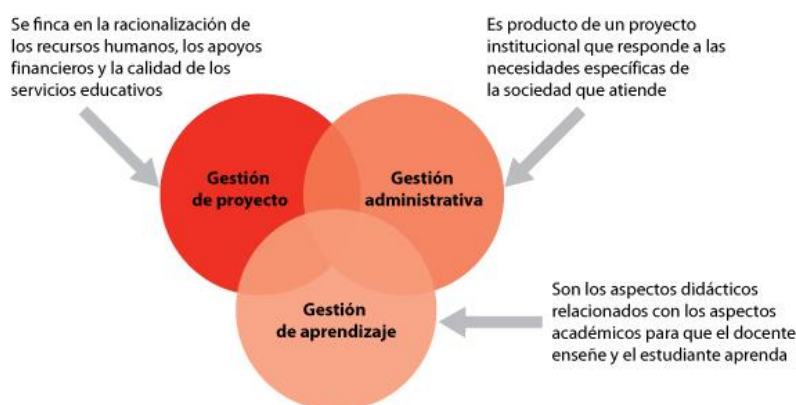 Se finca en la racionalización de
los recursos humanos, los apoyos
financieros y la calidad de los
servicios educativos
Es producto de un proyecto
institucional que responde a las
necesidades específicas de
la sociedad que atiende
Gestión
de proyecto
Gestión
administrativa
Gestión
de aprendizaje
Son los aspectos didácticos
relacionados con los aspectos
académicos para que el docente
enseñe y el estudiante aprenda